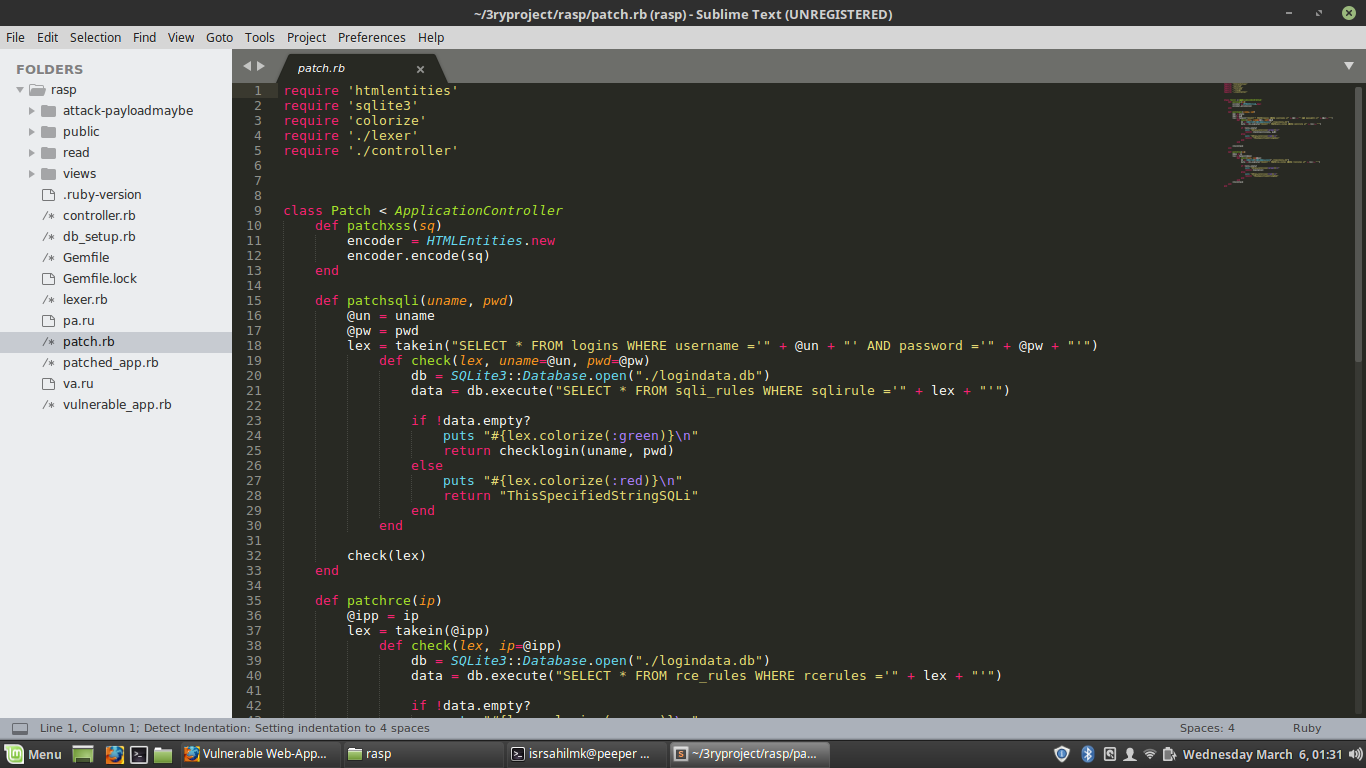 ~/3ryproject/rasp/patch.rb (rasp) - Sublime Text (UNREGISTERED)
File Edit Selection Find View Goto Tools Project Preferences Help
FOLDERS
rasp
attack-payloadmaybe
public
read
views
.ruby-version
controller.rb
db_setup.rb
Gemfile
Gemfile.lock
lexer.rb
pa.ru
patch.rb
patched_app.rb
va.ru
vulnerable_app.rb
patch.rb
1 require 'htmlentities'
2 require 'sqlite3'
3 require 'colorize'
4 require './lexer'
5 require './controller'
6
7
8
9 class Patch < ApplicationController
10     def patchxss(sq)
11         encoder = HTMLEntities.new
12         encoder.encode(sq)
13     end
14
15     def patchsqli(uname, pwd)
16         @un = uname
17         @pw = pwd
18         lex = takein("SELECT * FROM logins WHERE username ='" + @un + "' AND password ='" + @pw + "'")
19             def check(lex, uname=@un, pwd=@pw)
20                 db = SQLite3::Database.open("./logindata.db")
21                 data = db.execute("SELECT * FROM sqli_rules WHERE sqlirule ='" + lex + "'")
22
23                 if !data.empty?
24                     puts "#{lex.colorize(:green)}\n"
25                     return checklogin(uname, pwd)
26                 else
27                     puts "#{lex.colorize(:red)}\n"
28                     return "ThisSpecifiedStringSQLi"
29                 end
30             end
31
32         check(lex)
33     end
34
35     def patchrce(ip)
36         @ipp = ip
37         lex = takein(@ipp)
38             def check(lex, ip=@ipp)
39                 db = SQLite3::Database.open("./logindata.db")
40                 data = db.execute("SELECT * FROM rce_rules WHERE rcerules ='" + lex + "'")
41
42                 if !data.empty?
Line 1, Column 1; Detect Indentation: Setting indentation to 4 spaces Spaces: 4 Ruby
Menu Vulnerable Web-App... rasp isrsahilmk@peeper ... ~/3ryproject/rasp/pa... Wednesday March 6, 01:31